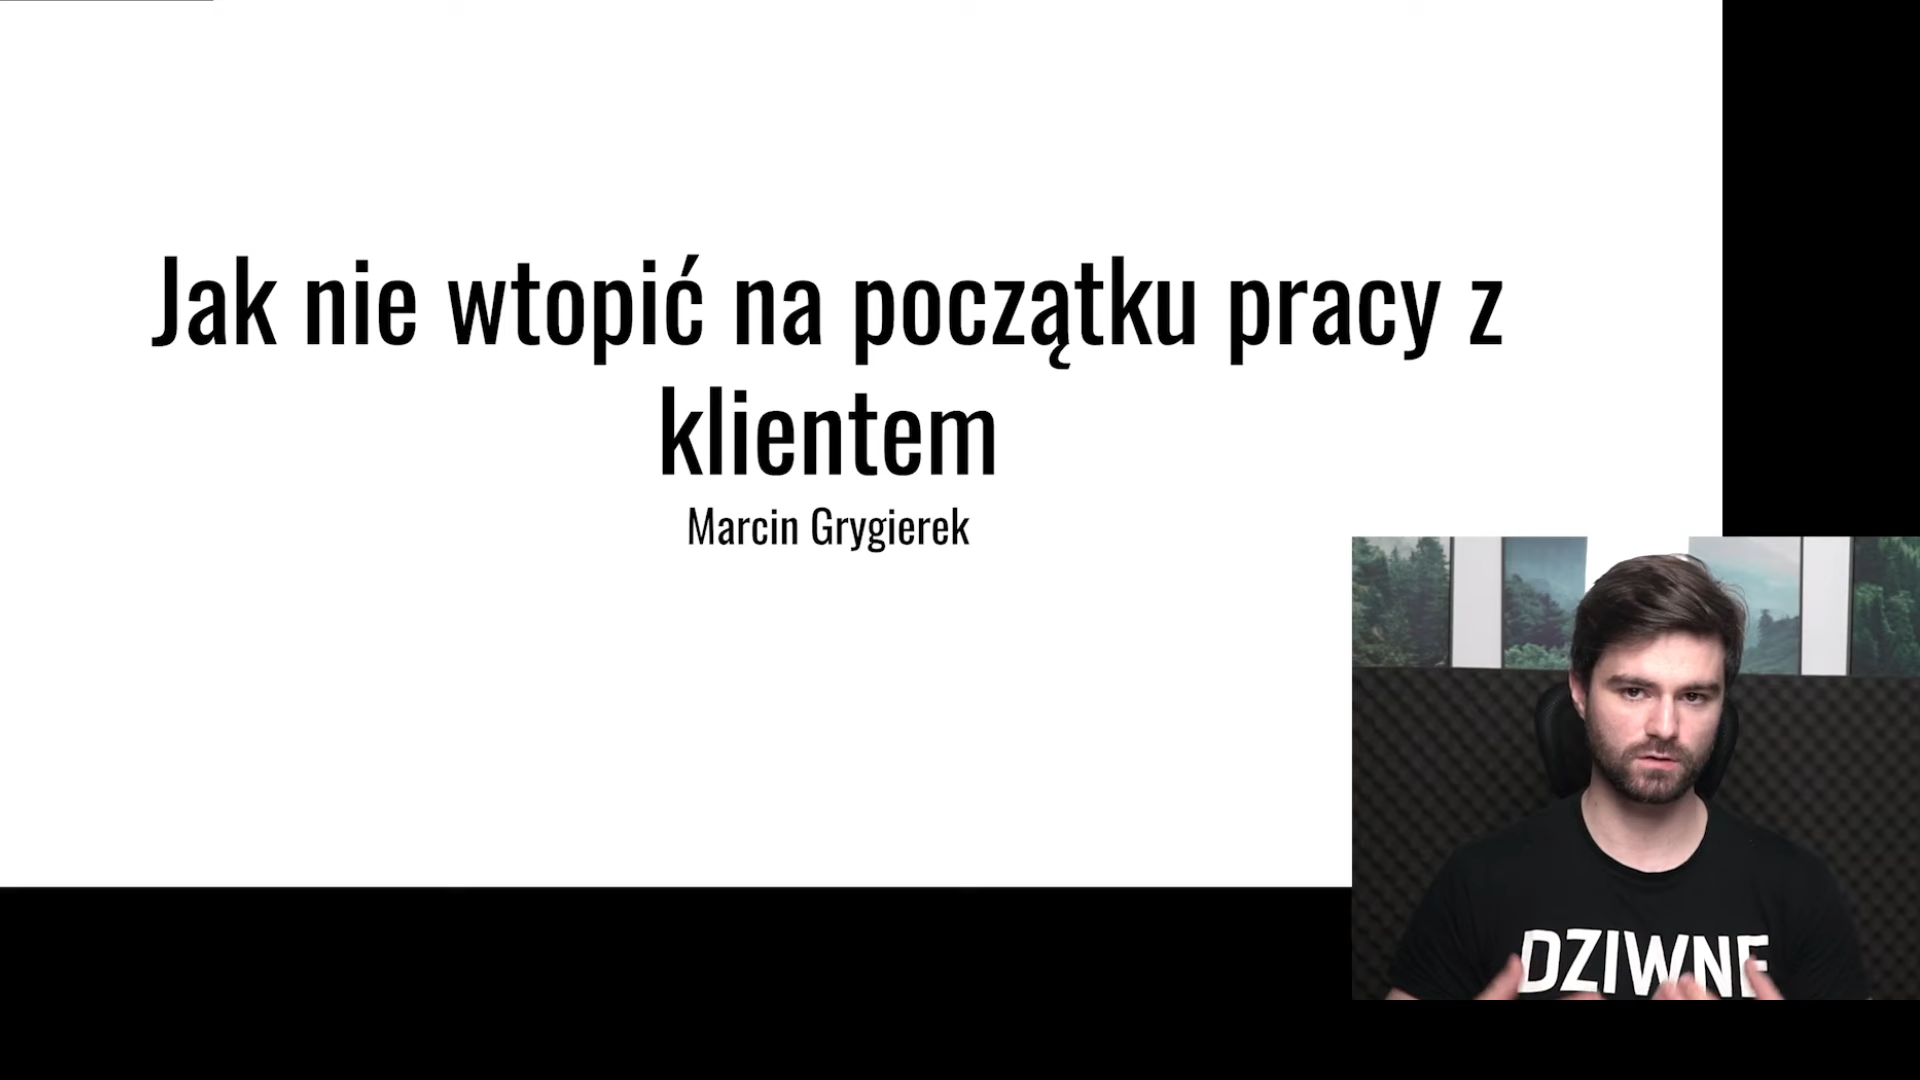 Jak nie wtopić na początku pracy z
klientem
Marcin Grygierek
DZIWNE